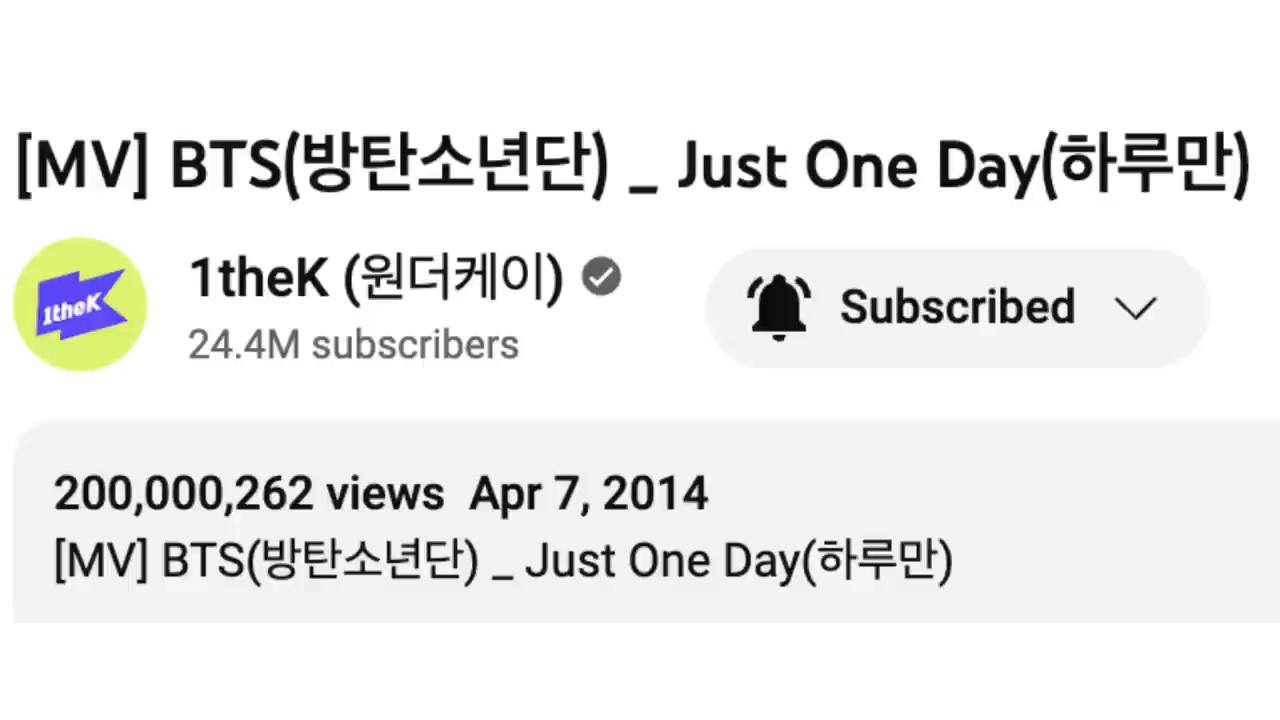 [MV] BTS(방탄소년단) _ Just One Day(하루만)
1theK
1theK (원더케이)
24.4M subscribers
Subscribed
200,000,262 views Apr 7, 2014
[MV] BTS(방탄소년단) _ Just One Day(하루만)